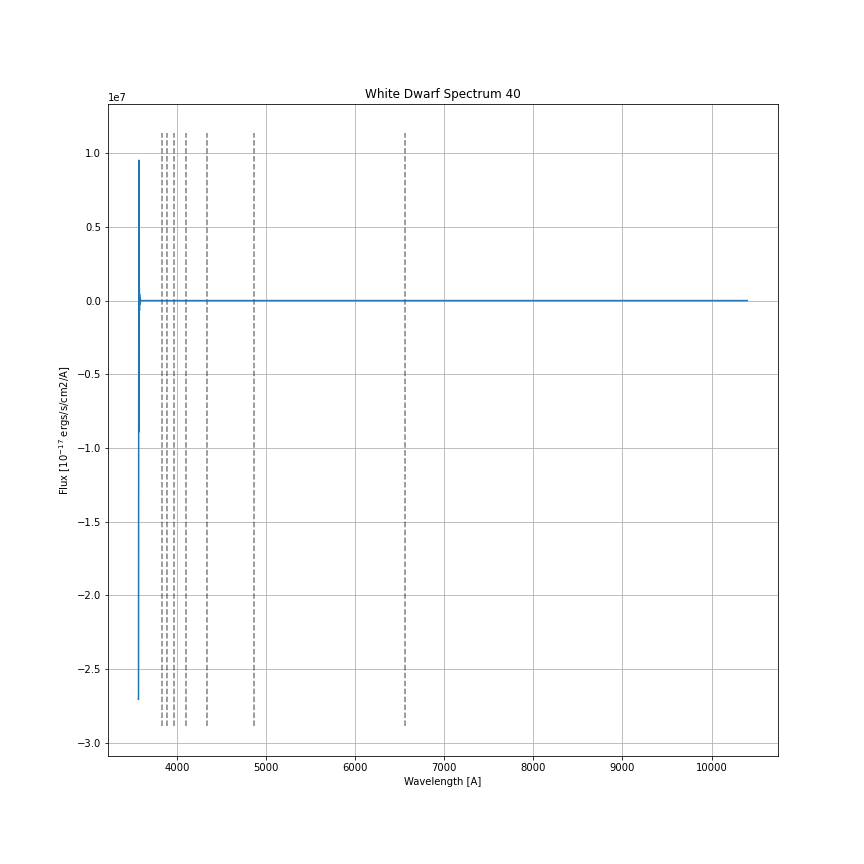 White Dwarf Spectrum 40
1e7
1.0
0.5
0.0
−0.5
−1.0
−1.5
−2.0
−2.5
−3.0
Flux [10⁻¹⁷ ergs/s/cm2/A]
4000 5000 6000 7000 8000 9000 10000
Wavelength [A]